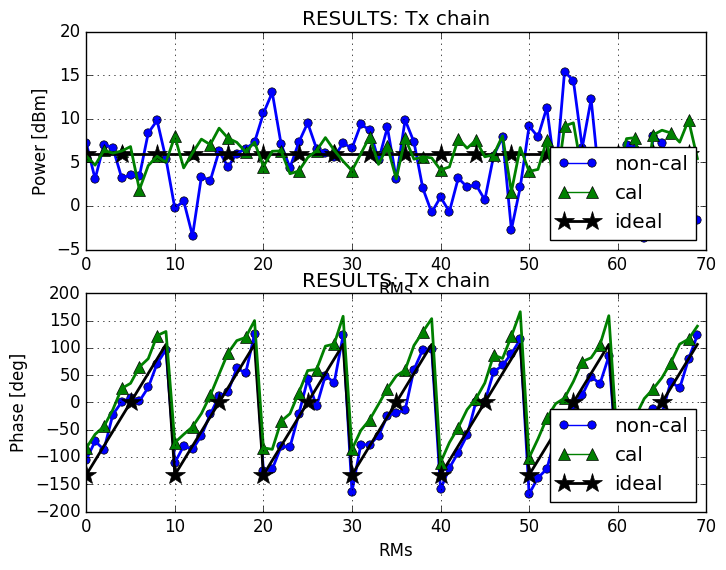 RESULTS: Tx chain
Power [dBm]
20
15
10
5
0
−5
non-cal
cal
ideal
0 10 20 30 40 50 60 70
RMs
RESULTS: Tx chain
Phase [deg]
200
150
100
50
0
−50
−100
−150
−200
non-cal
cal
ideal
0 10 20 30 40 50 60 70
RMs